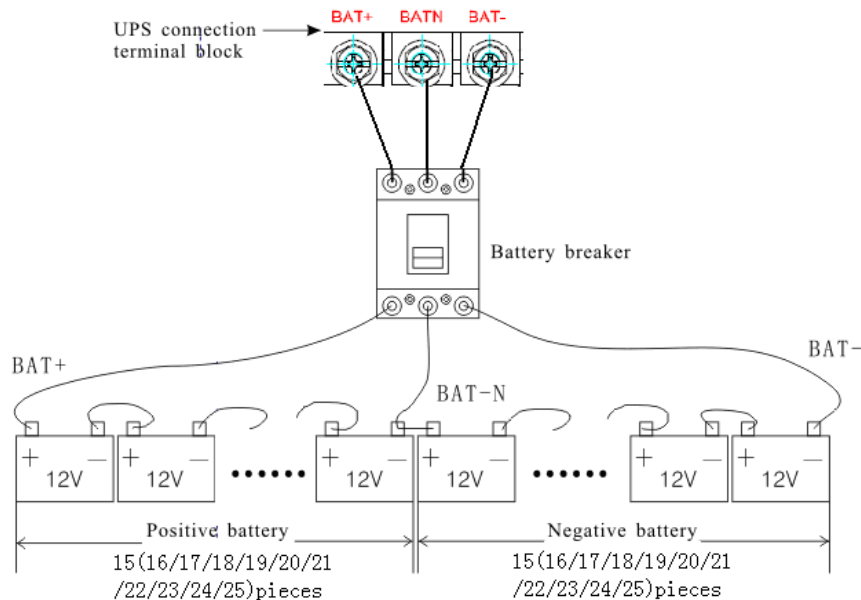 BAT+ BATN BAT-
UPS connection
terminal block
Battery breaker
BAT+
BAT-
BAT-N
+ - + - + - + - + - + -
12V 12V 12V 12V 12V 12V
Positive battery Negative battery
15(16/17/18/19/20/21 15(16/17/18/19/20/21
/22/23/24/25)pieces /22/23/24/25)pieces